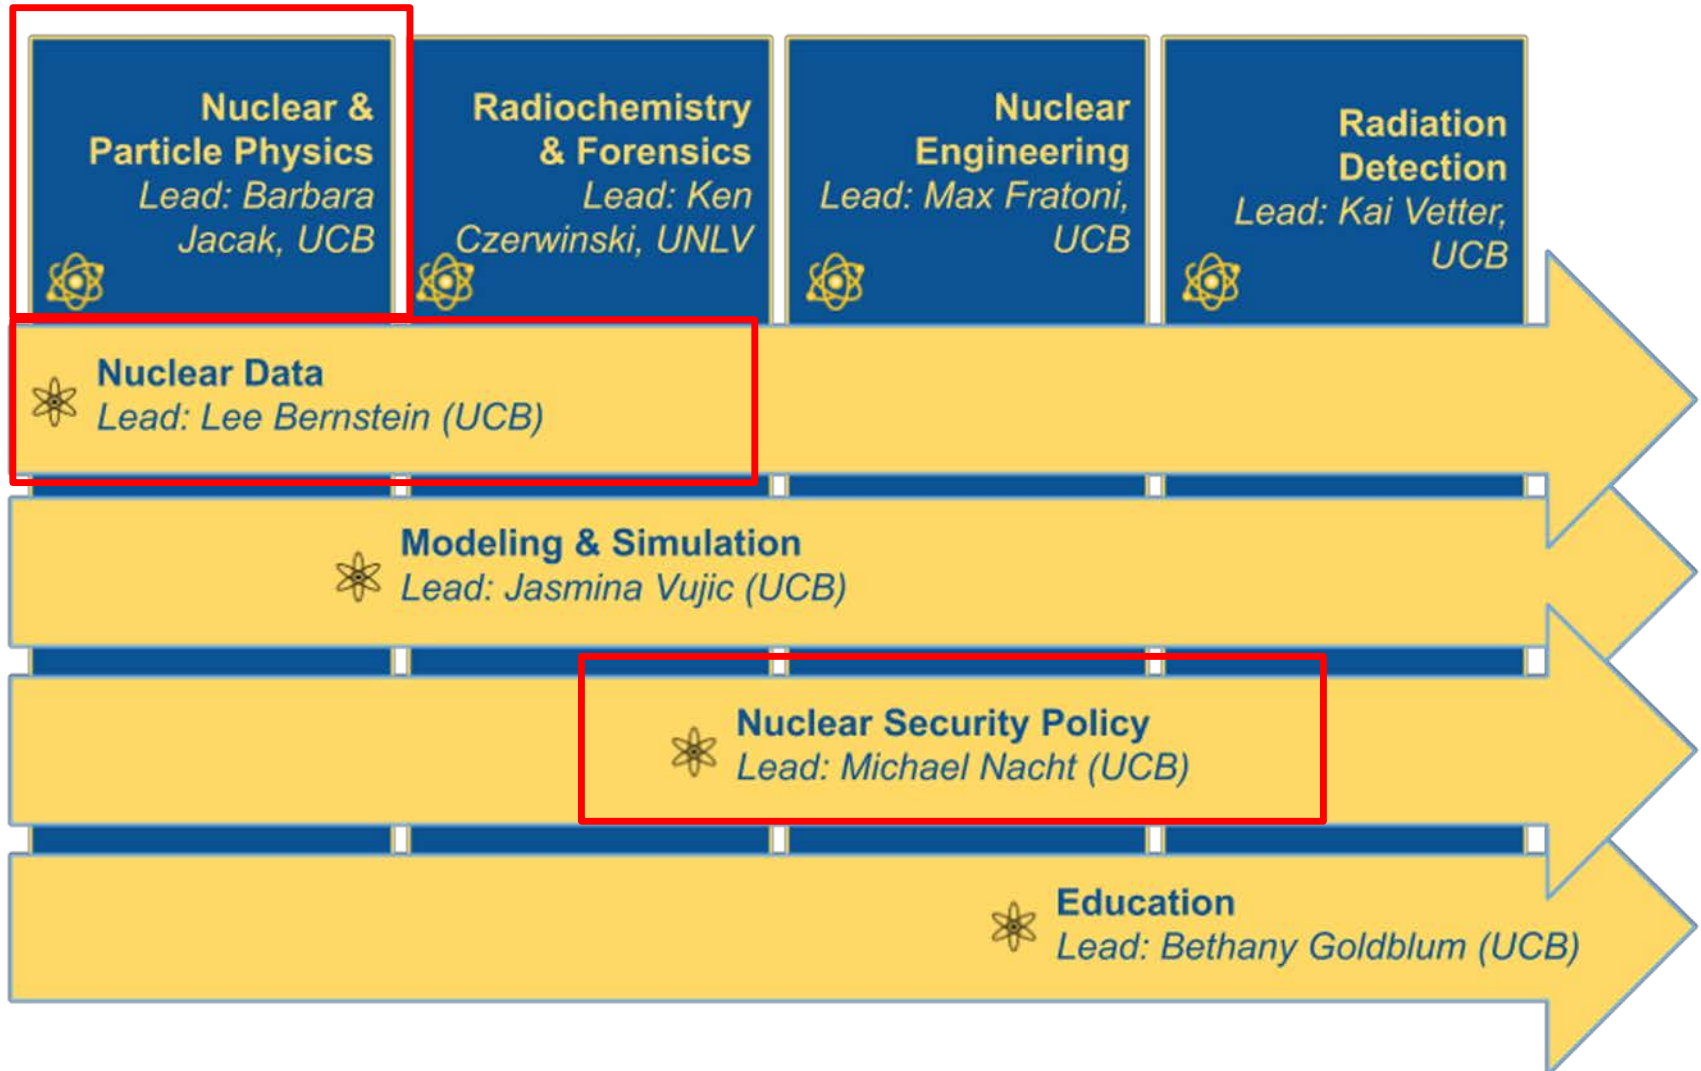 Nuclear &
Particle Physics
Lead: Barbara
Jacak, UCB
Radiochemistry
& Forensics
Lead: Ken
Czerwinski, UNLV
Nuclear
Engineering
Lead: Max Fratoni,
UCB
Radiation
Detection
Lead: Kai Vetter,
UCB
Nuclear Data
Lead: Lee Bernstein (UCB)
Modeling & Simulation
Lead: Jasmina Vujic (UCB)
Nuclear Security Policy
Lead: Michael Nacht (UCB)
Education
Lead: Bethany Goldblum (UCB)